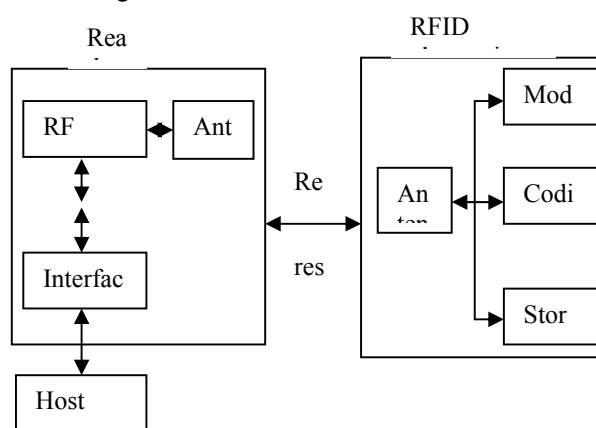 Rea
RFID
RF
Ant
Mod
Re
An
Codi
res
Interfac
Stor
Host